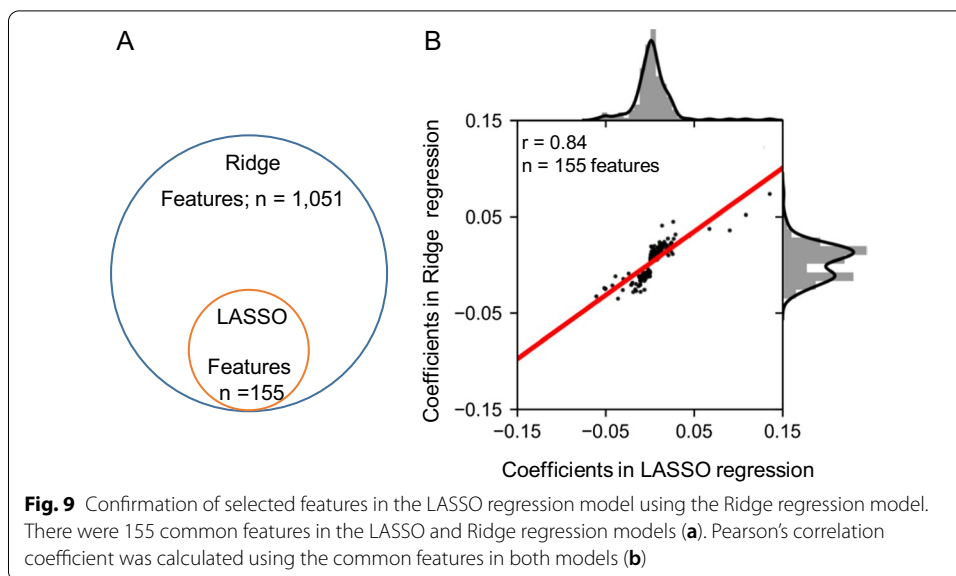 A
Ridge
Features; n = 1,051
LASSO
Features
n =155
B
0.15
r = 0.84
n = 155 features
0.05
−0.05
−0.15
Coefficients in Ridge regression
−0.15 −0.05 0.05 0.15
Coefficients in LASSO regression
Fig. 9 Confirmation of selected features in the LASSO regression model using the Ridge regression model.
There were 155 common features in the LASSO and Ridge regression models (a). Pearson’s correlation
coefficient was calculated using the common features in both models (b)